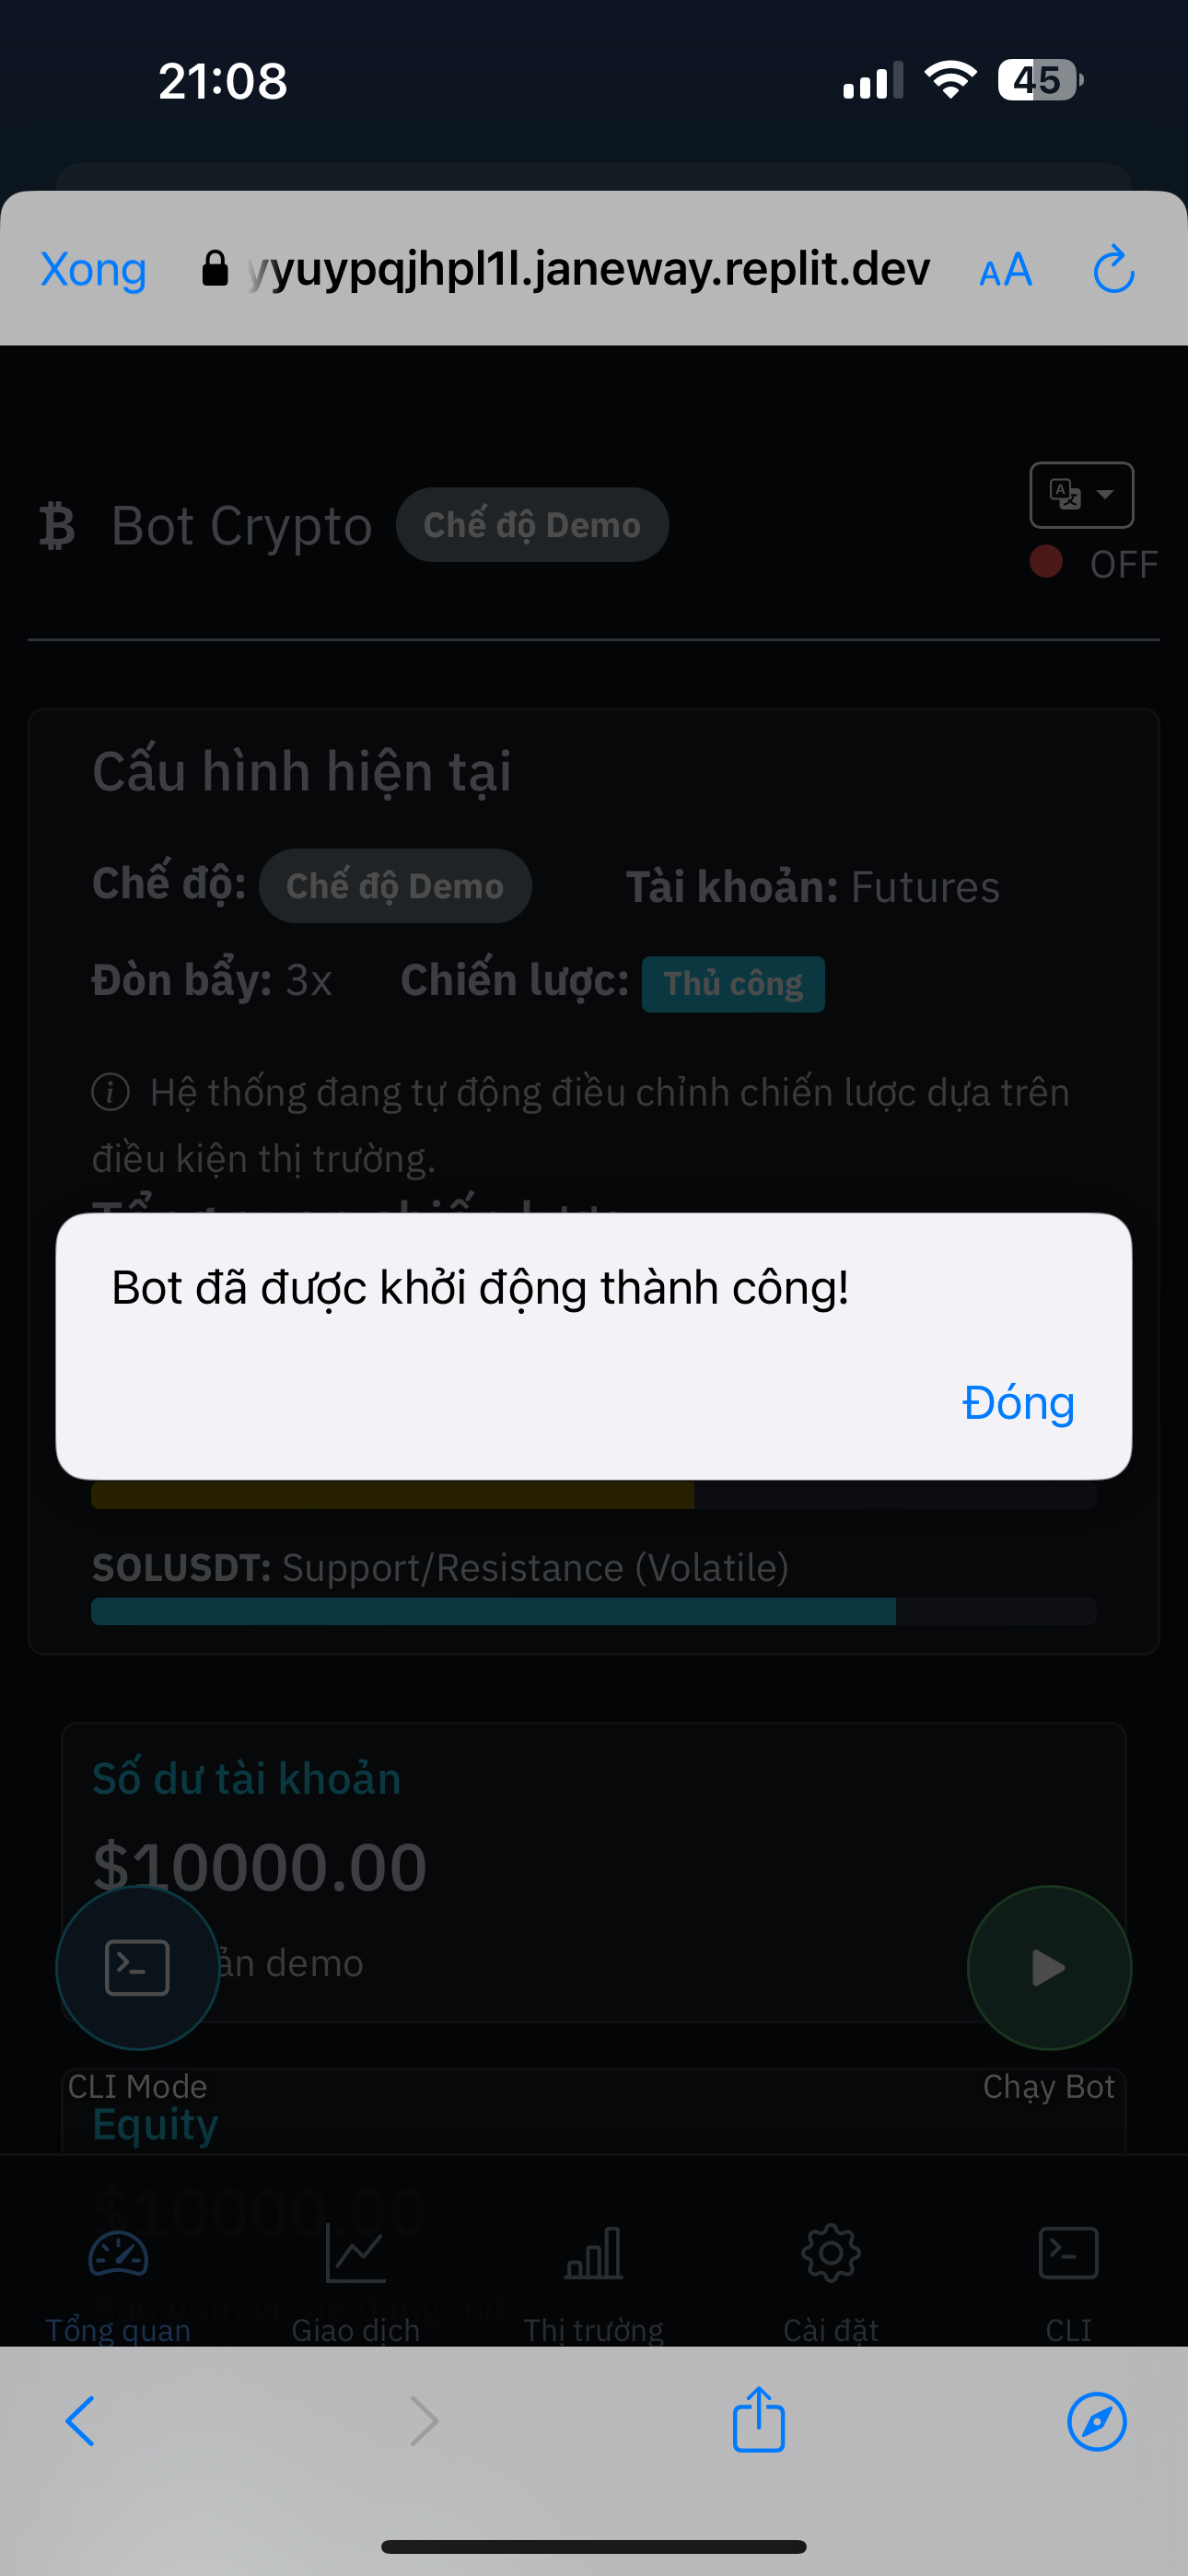 21:08
45
Xong
yyuypqjhpl1l.janeway.replit.dev
AA
Bot Crypto
Chế độ Demo
OFF
Cấu hình hiện tại
Chế độ: Chế độ Demo
Tài khoản: Futures
Đòn bẩy: 3x
Chiến lược: Thủ công
Hệ thống đang tự động điều chỉnh chiến lược dựa trên
điều kiện thị trường.
Bot đã được khởi động thành công!
Đóng
SOLUSDT: Support/Resistance (Volatile)
Số dư tài khoản
$10000.00
demo
CLI Mode
Chạy Bot
Equity
$10000.00
Tổng quan
Giao dịch
Thị trường
Cài đặt
CLI